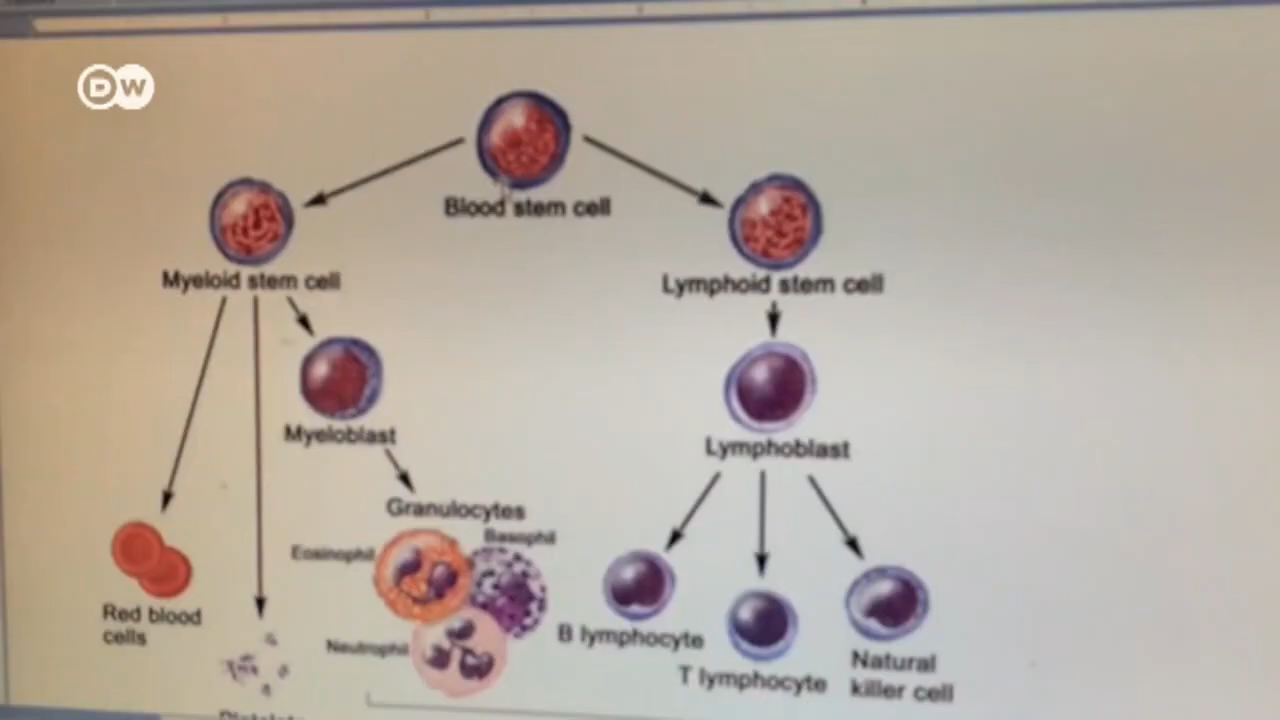 DW
Blood stem cell
Myeloid stem cell
Lymphoid stem cell
Myeloblast
Lymphoblast
Granulocytes
Basophil
Eosinophil
Red blood
cells
Neutrophil
B lymphocyte
T lymphocyte
Natural
killer cell